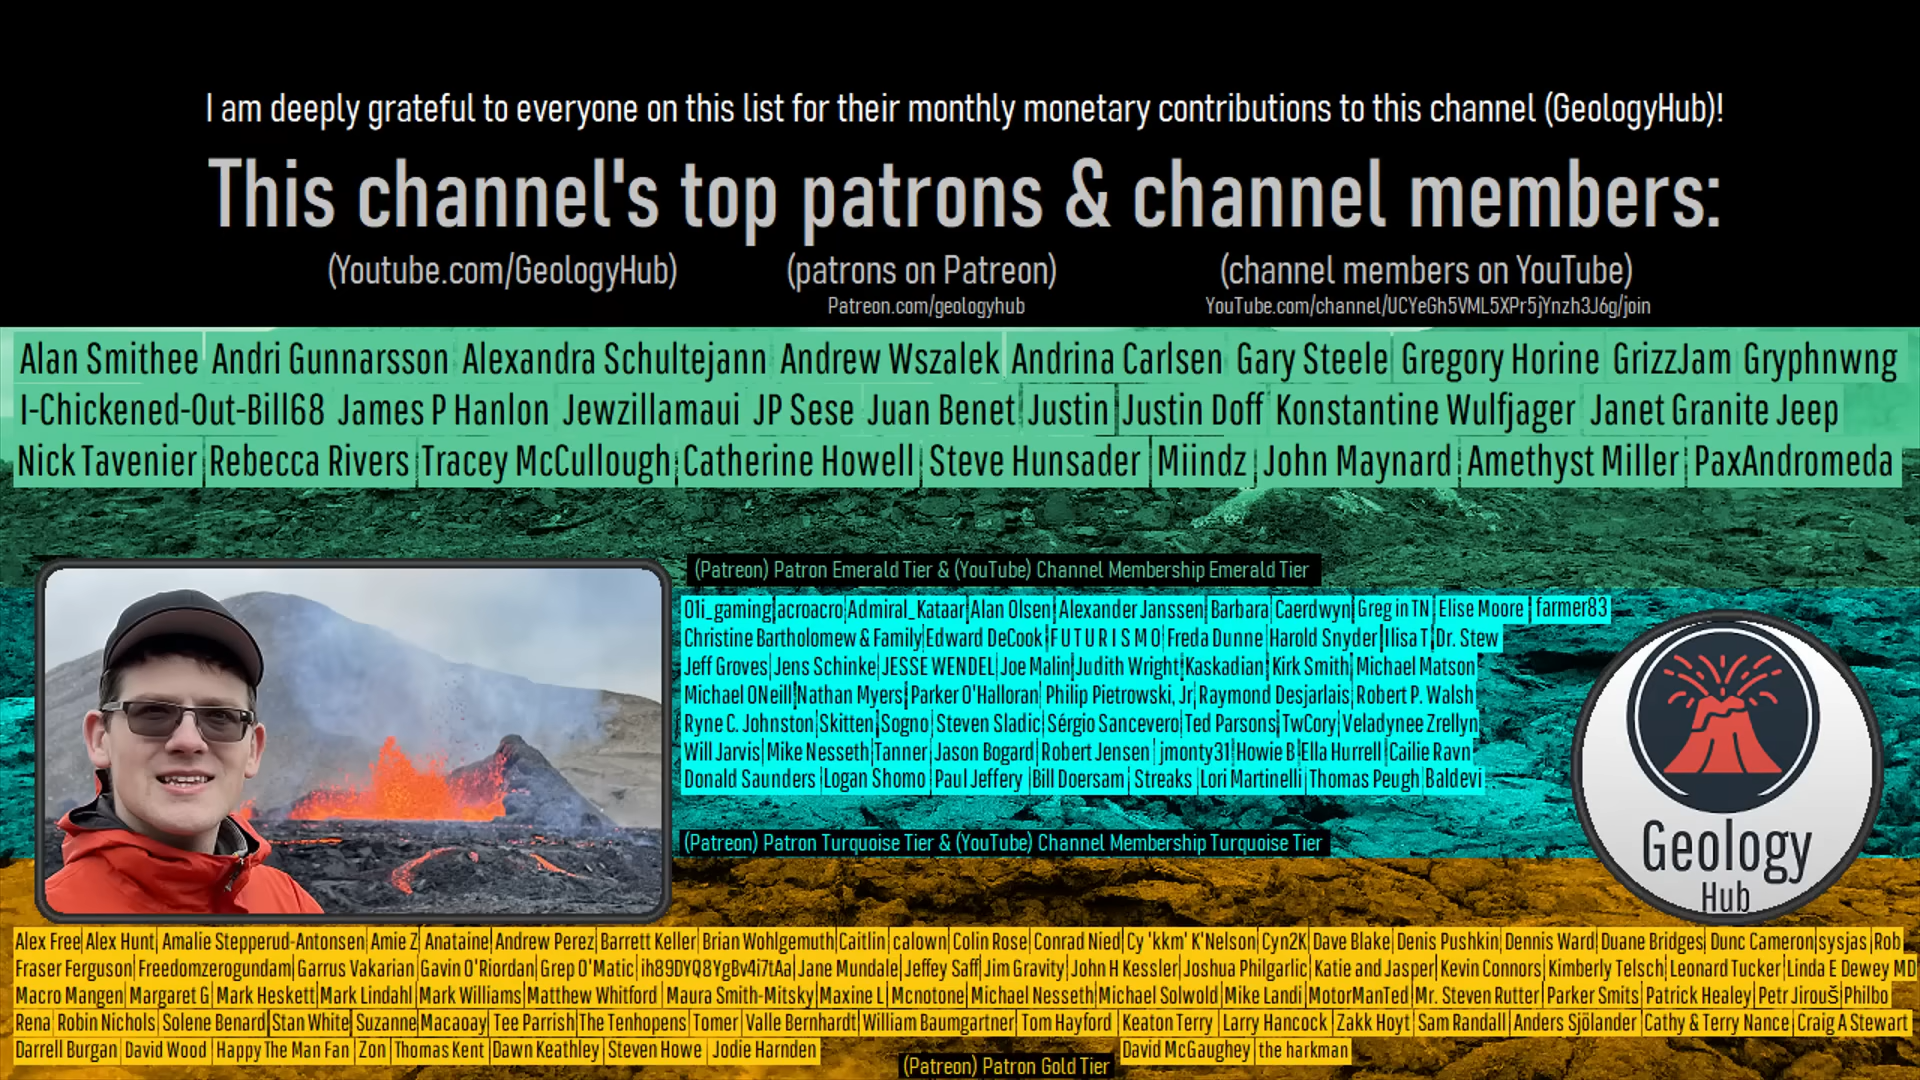 I am deeply grateful to everyone on this list for their monthly monetary contributions to this channel (GeologyHub)!
This channel's top patrons & channel members:
(Youtube.com/GeologyHub) (patrons on Patreon) (channel members on YouTube)
Patreon.com/geologyhub YouTube.com/channel/UCYeGh5VML5XPr5jYnzh3J6g/join
Alan Smithee Andri Gunnarsson Alexandra Schultejann Andrew Wszalek Andrina Carlsen Gary Steele Gregory Horine GrizzJam Gryphnwng
I-Chickened-Out-Bill68 James P Hanlon Jewzillamaui JP Sese Juan Benet Justin Justin Doff Konstantine Wulfjager Janet Granite Jeep
Nick Tavenier Rebecca Rivers Tracey McCullough Catherine Howell Steve Hunsader Miindz John Maynard Amethyst Miller PaxAndromeda
(Patreon) Patron Emerald Tier & (YouTube) Channel Membership Emerald Tier
01i_gaming acroacro Admiral_Kataar Alan Olsen Alexander Janssen Barbara Caerdwyn Greg in TN Elise Moore farmer83
Christine Bartholomew & Family Edward DeCook F U T U R I S M O Freda Dunne Harold Snyder Ilisa T Dr. Stew
Jeff Groves Jens Schinke JESSE WENDEL Joe Malin Judith Wright Kaskadian Kirk Smith Michael Matson
Michael ONeill Nathan Myers Parker O'Halloran Philip Pietrowski, Jr Raymond Desjarlais Robert P. Walsh
Ryne C. Johnston Skitten Sogno Steven Sladic Sérgio Sancevero Ted Parsons TwCory Veladynee Zrellyn
Will Jarvis Mike Nesseth Tanner Jason Bogard Robert Jensen jmonty31 Howie B Ella Hurrell Cailie Ravn
Donald Saunders Logan Shomo Paul Jeffery Bill Doersam Streaks Lori Martinelli Thomas Peugh Baldevi
(Patreon) Patron Turquoise Tier & (YouTube) Channel Membership Turquoise Tier
Geology
Hub
Alex Free Alex Hunt Amalie Stepperud-Antonsen Amie Z Anataine Andrew Perez Barrett Keller Brian Wohlgemuth Caitlin calown Colin Rose Conrad Nied Cy 'kkm' K'Nelson Cyn2K Dave Blake Denis Pushkin Dennis Ward Duane Bridges Dunc Cameron sysjas Rob
Fraser Ferguson Freedomzerogundam Garrus Vakarian Gavin O'Riordan Grep O'Matic ih89DYQ8YgBv4i7tAa Jane Mundale Jeffey Saff Jim Gravity John H Kessler Joshua Philgarlic Katie and Jasper Kevin Connors Kimberly Telsch Leonard Tucker Linda E Dewey MD
Macro Mangen Margaret G Mark Heskett Mark Lindahl Mark Williams Matthew Whitford Maura Smith-Mitsky Maxine L Mcnotone Michael Nesseth Michael Solwold Mike Landi MotorManTed Mr. Steven Rutter Parker Smits Patrick Healey Petr Jirouš Philbo
Rena Robin Nichols Solene Benard Stan White Suzanne Macaoay Tee Parrish The Tenhopens Tomer Valle Bernhardt William Baumgartner Tom Hayford Keaton Terry Larry Hancock Zakk Hoyt Sam Randall Anders Sjölander Cathy & Terry Nance Craig A Stewart
Darrell Burgan David Wood Happy The Man Fan Zon Thomas Kent Dawn Keathley Steven Howe Jodie Harnden David McGaughey the harkman
(Patreon) Patron Gold Tier